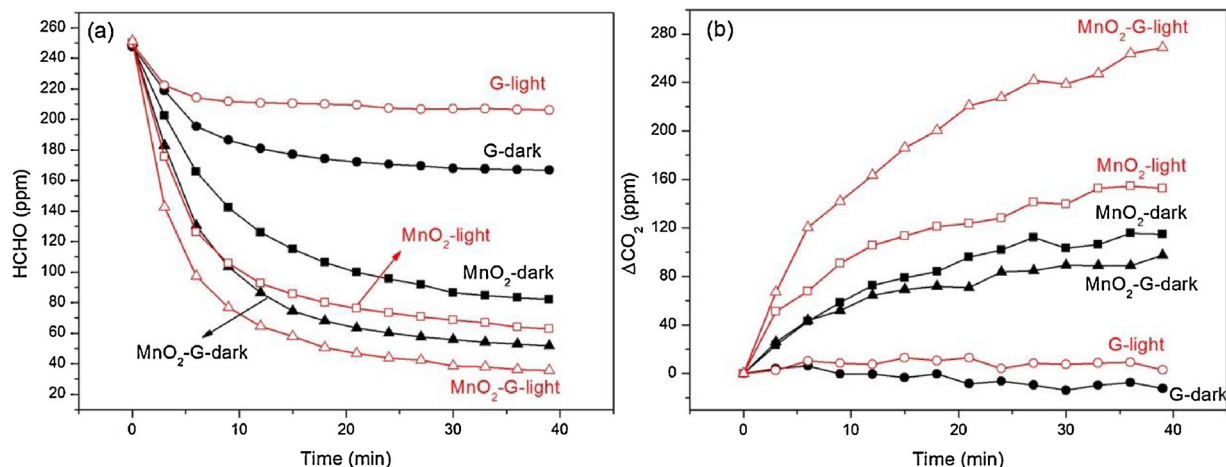 (a)
260
240
220
200
180
160
140
120
100
80
60
40
20
HCHO (ppm)
G-light
G-dark
MnO₂-light
MnO₂-dark
MnO₂-G-dark
MnO₂-G-light
0 10 20 30 40
Time (min)
(b)
280
240
200
160
120
80
40
0
ΔCO₂ (ppm)
MnO₂-G-light
MnO₂-light
MnO₂-dark
MnO₂-G-dark
G-light
G-dark
0 10 20 30 40
Time (min)